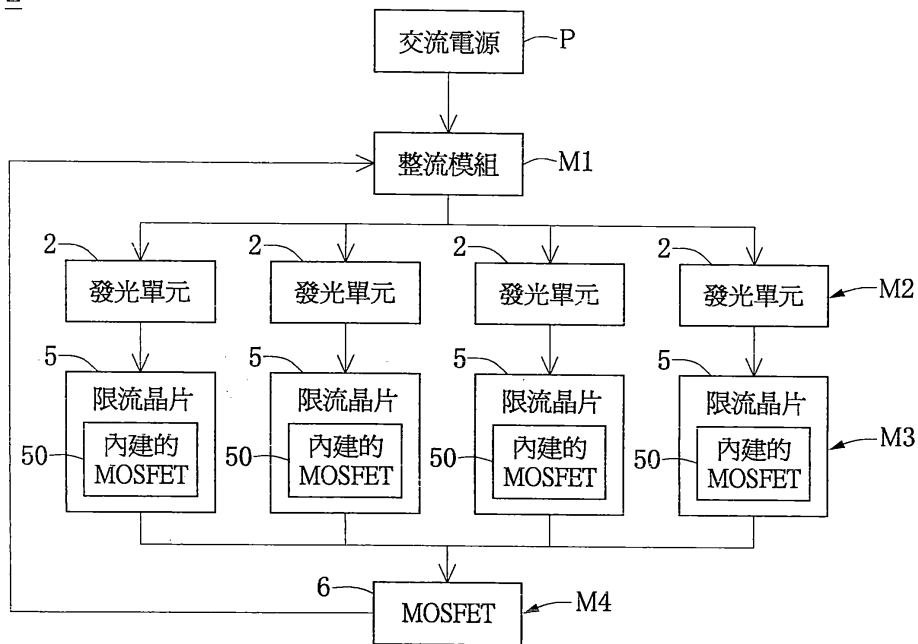 交流電源 P
整流模組 M1
2 2 2 2
發光單元 發光單元 發光單元 發光單元 M2
5 5 5 5
限流晶片 限流晶片 限流晶片 限流晶片
50 內建的 50 內建的 50 內建的 50 內建的 M3
MOSFET MOSFET MOSFET MOSFET
6 MOSFET M4